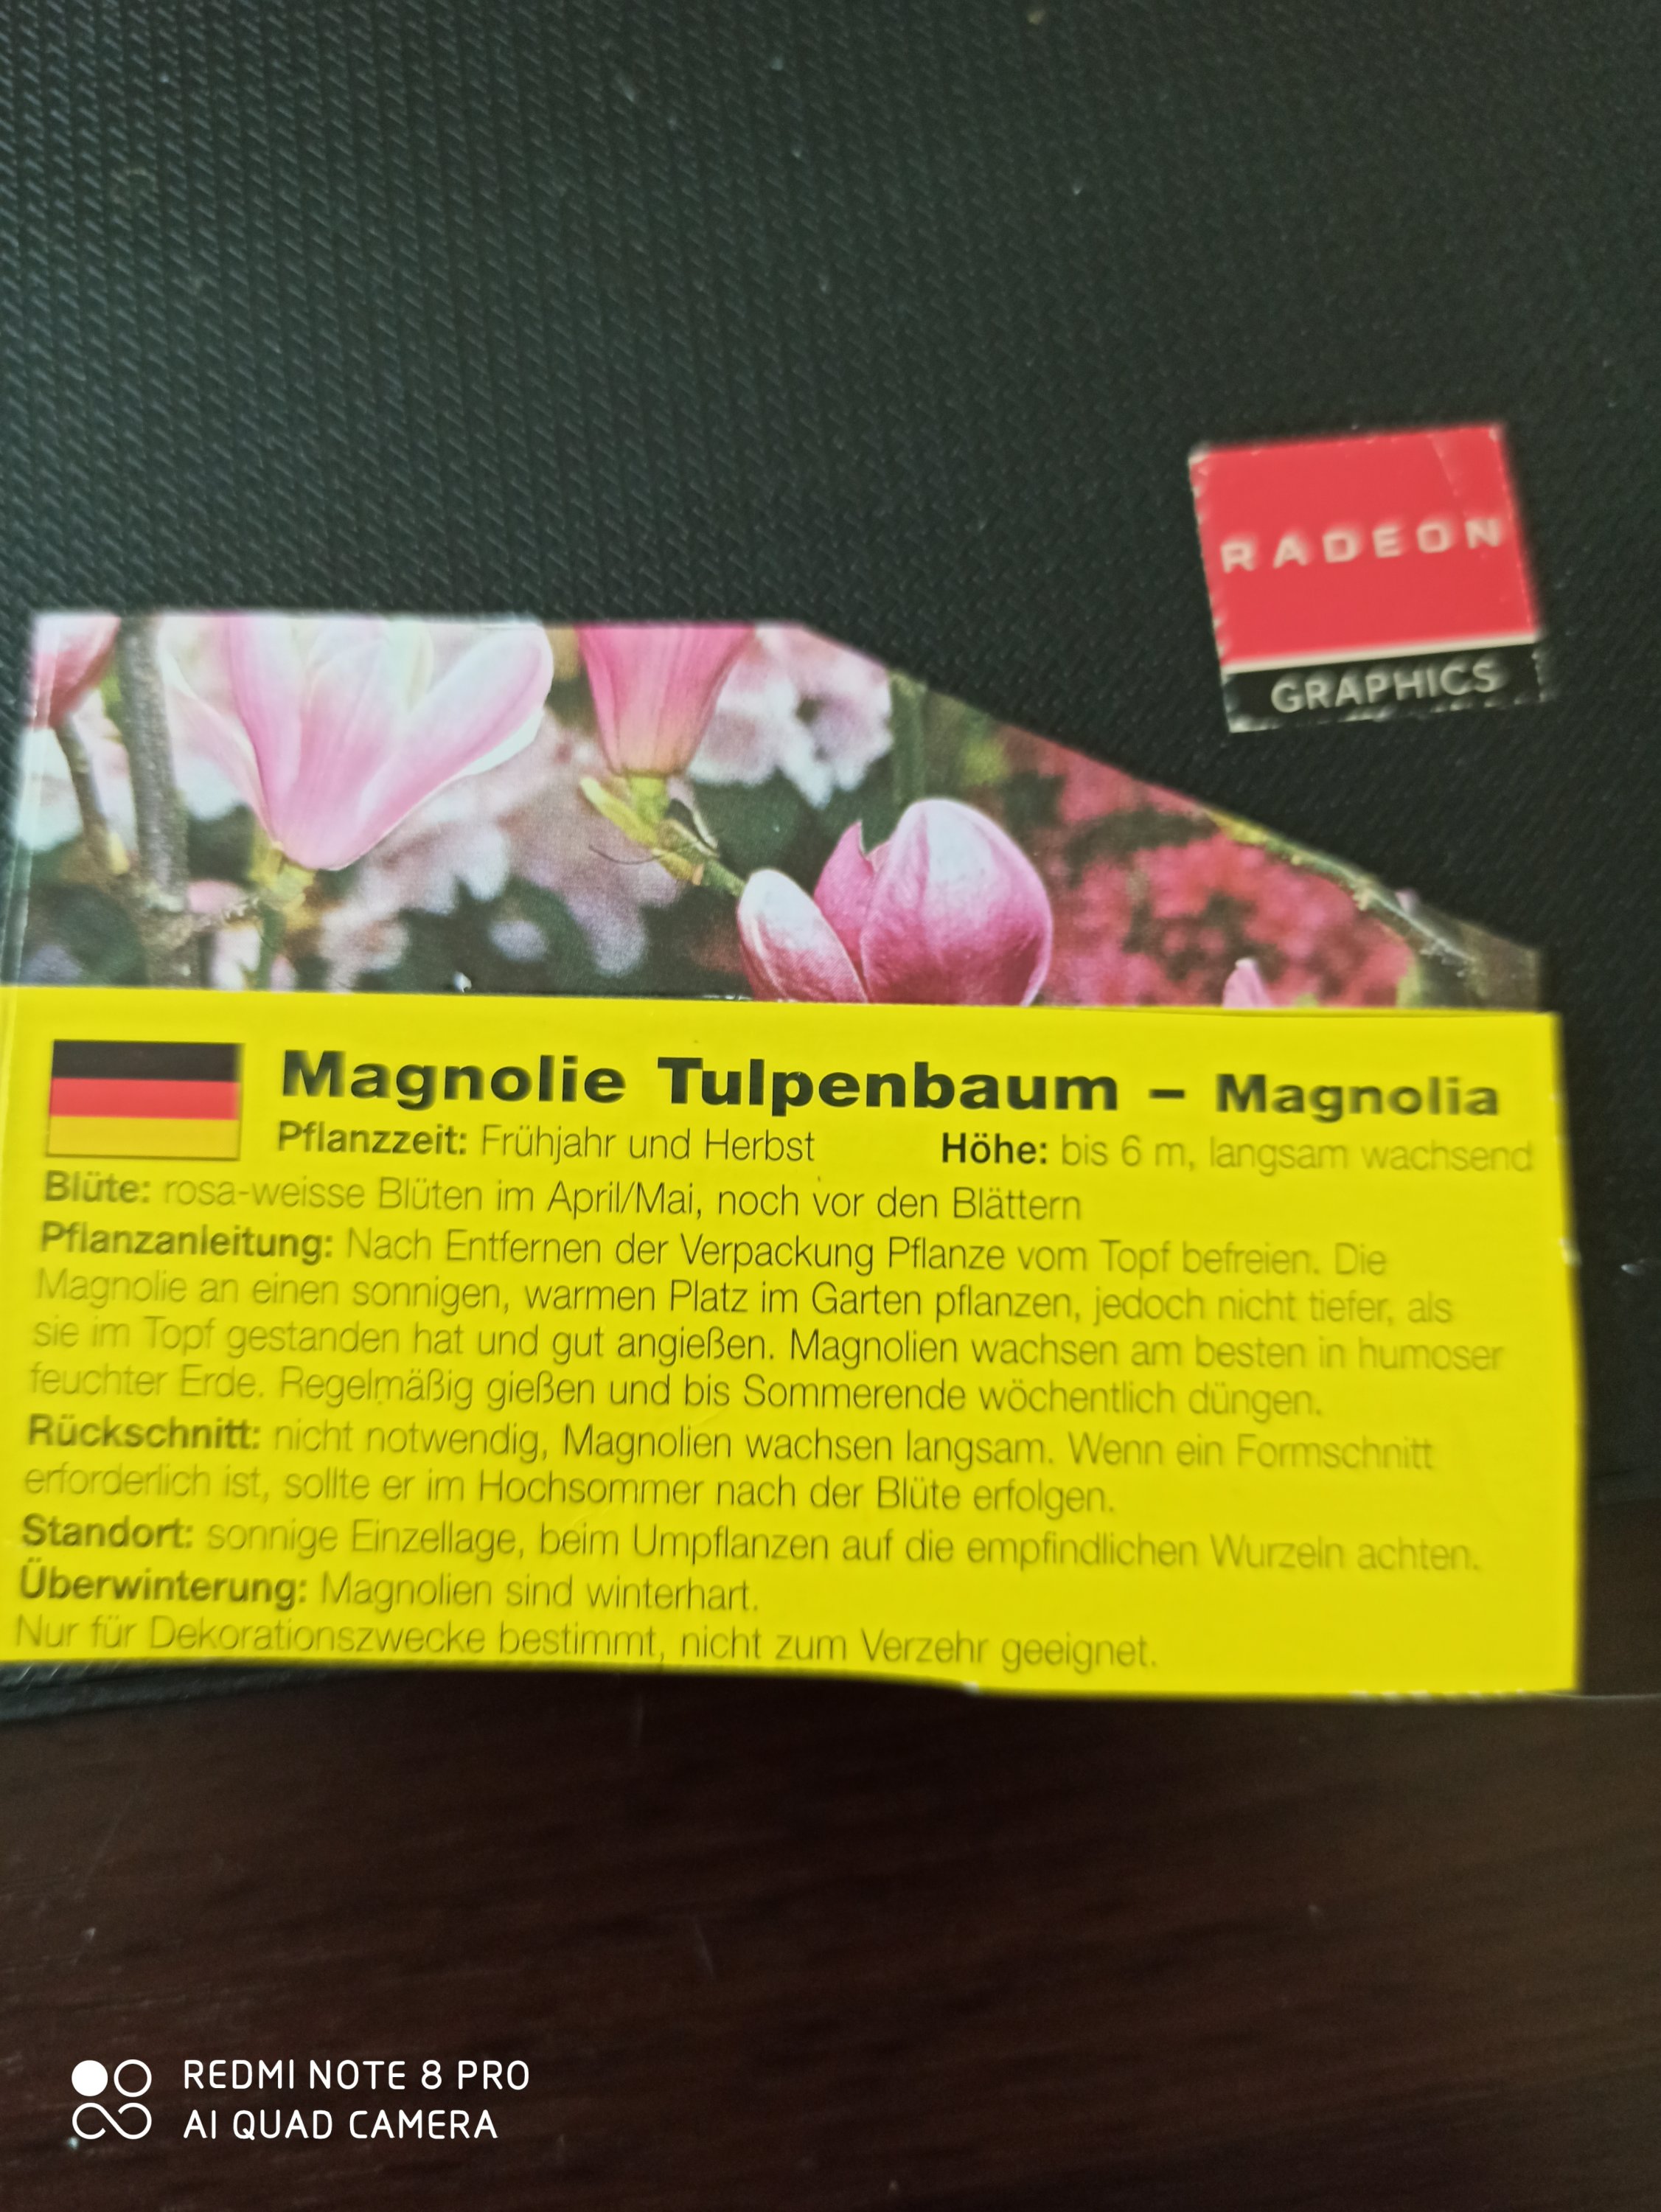 RADEON
GRAPHICS
Magnolie Tulpenbaum – Magnolia
Pflanzzeit: Frühjahr und Herbst Höhe: bis 6 m, langsam wachsend
Blüte: rosa-weisse Blüten im April/Mai, noch vor den Blättern
Pflanzanleitung: Nach Entfernen der Verpackung Pflanze vom Topf befreien. Die
Magnolie an einen sonnigen, warmen Platz im Garten pflanzen, jedoch nicht tiefer, als
sie im Topf gestanden hat und gut angießen. Magnolien wachsen am besten in humoser
feuchter Erde. Regelmäßig gießen und bis Sommerende wöchentlich düngen.
Rückschnitt: nicht notwendig, Magnolien wachsen langsam. Wenn ein Formschnitt
erforderlich ist, sollte er im Hochsommer nach der Blüte erfolgen.
Standort: sonnige Einzellage, beim Umpflanzen auf die empfindlichen Wurzeln achten.
Überwinterung: Magnolien sind winterhart.
Nur für Dekorationszwecke bestimmt, nicht zum Verzehr geeignet.
REDMI NOTE 8 PRO
AI QUAD CAMERA